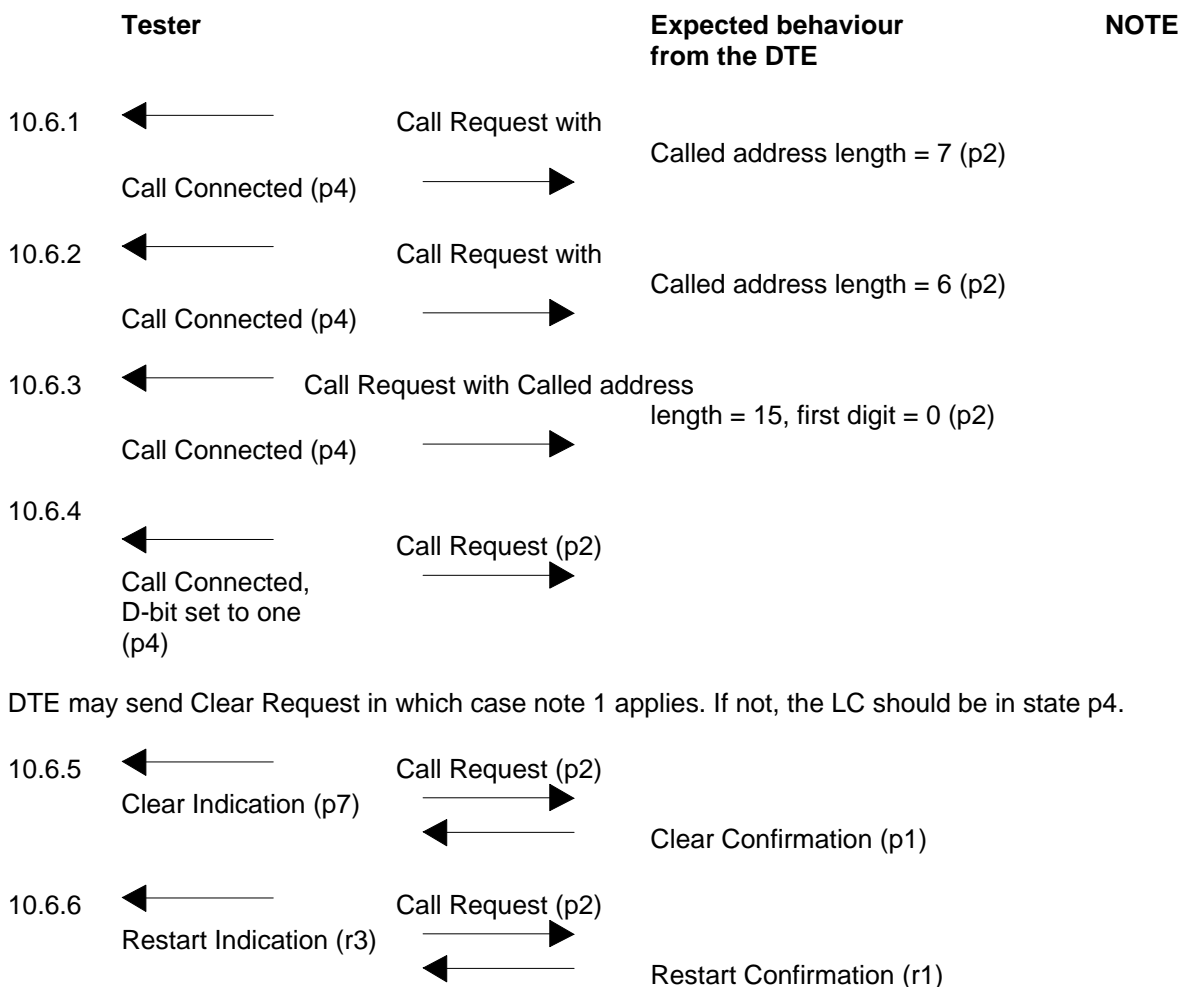 Tester Expected behaviour NOTE
from the DTE
10.6.1 Call Request with
Called address length = 7 (p2)
Call Connected (p4)
10.6.2 Call Request with
Called address length = 6 (p2)
Call Connected (p4)
10.6.3 Call Request with Called address
length = 15, first digit = 0 (p2)
Call Connected (p4)
10.6.4
Call Request (p2)
Call Connected,
D-bit set to one
(p4)
DTE may send Clear Request in which case note 1 applies. If not, the LC should be in state p4.
10.6.5 Call Request (p2)
Clear Indication (p7)
Clear Confirmation (p1)
10.6.6 Call Request (p2)
Restart Indication (r3)
Restart Confirmation (r1)